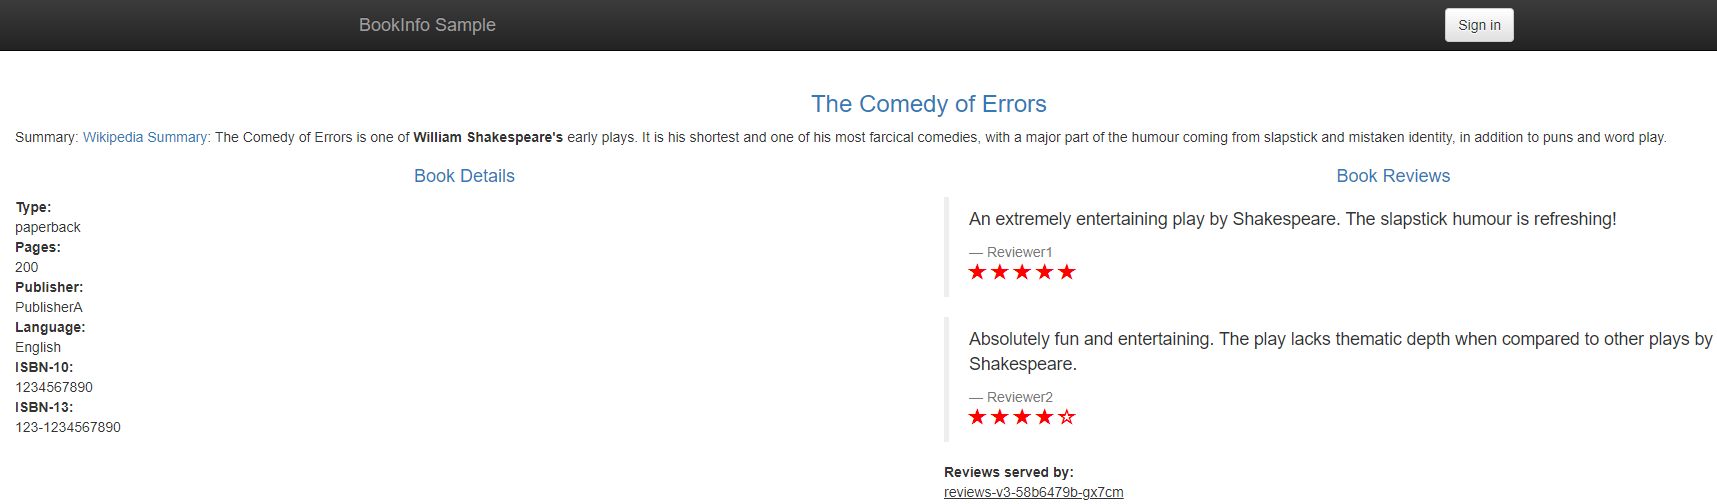 BookInfo Sample
Sign in
The Comedy of Errors
Summary: Wikipedia Summary: The Comedy of Errors is one of William Shakespeare's early plays. It is his shortest and one of his most farcical comedies, with a major part of the humour coming from slapstick and mistaken identity, in addition to puns and word play.
Book Details
Type:
paperback
Pages:
200
Publisher:
PublisherA
Language:
English
ISBN-10:
1234567890
ISBN-13:
123-1234567890
Book Reviews
An extremely entertaining play by Shakespeare. The slapstick humour is refreshing!
— Reviewer1
★★★★★
Absolutely fun and entertaining. The play lacks thematic depth when compared to other plays by
Shakespeare.
— Reviewer2
★★★★☆
Reviews served by:
reviews-v3-58b6479b-gx7cm